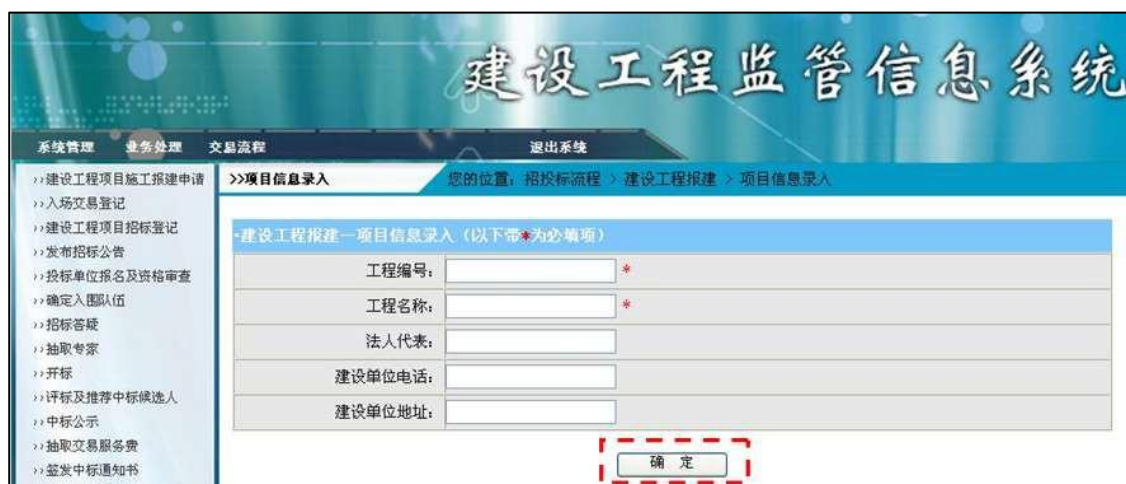 建设工程监管信息系统
系统管理 业务处理 交易流程 退出系统
>>建设工程项目施工报建申请
>>入场交易登记
>>建设工程项目招标登记
>>发布招标公告
>>投标单位报名及资格审查
>>确定入围队伍
>>招标答疑
>>抽取专家
>>开标
>>评标及推荐中标候选人
>>中标公示
>>抽取交易服务费
>>签发中标通知书
>>项目信息录入 您的位置：招投标流程 > 建设工程报建 > 项目信息录入
•建设工程报建—项目信息录入（以下带*为必填项）
工程编号： *
工程名称： *
法人代表：
建设单位电话：
建设单位地址：
确 定